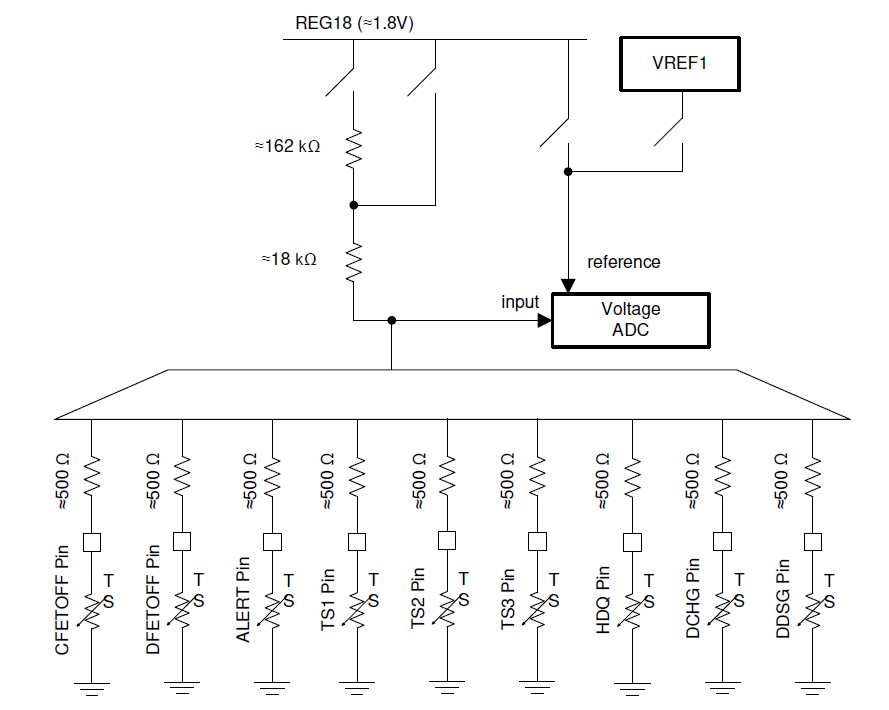 REG18 (≈1.8V)
VREF1
≈162 kΩ
≈18 kΩ
reference
input
Voltage
ADC
≈500 Ω
≈500 Ω
≈500 Ω
≈500 Ω
≈500 Ω
≈500 Ω
≈500 Ω
≈500 Ω
≈500 Ω
CFETOFF Pin
T
S
DFETOFF Pin
T
S
ALERT Pin
T
S
TS1 Pin
T
S
TS2 Pin
T
S
TS3 Pin
T
S
HDQ Pin
T
S
DCHG Pin
T
S
DDSG Pin
T
S